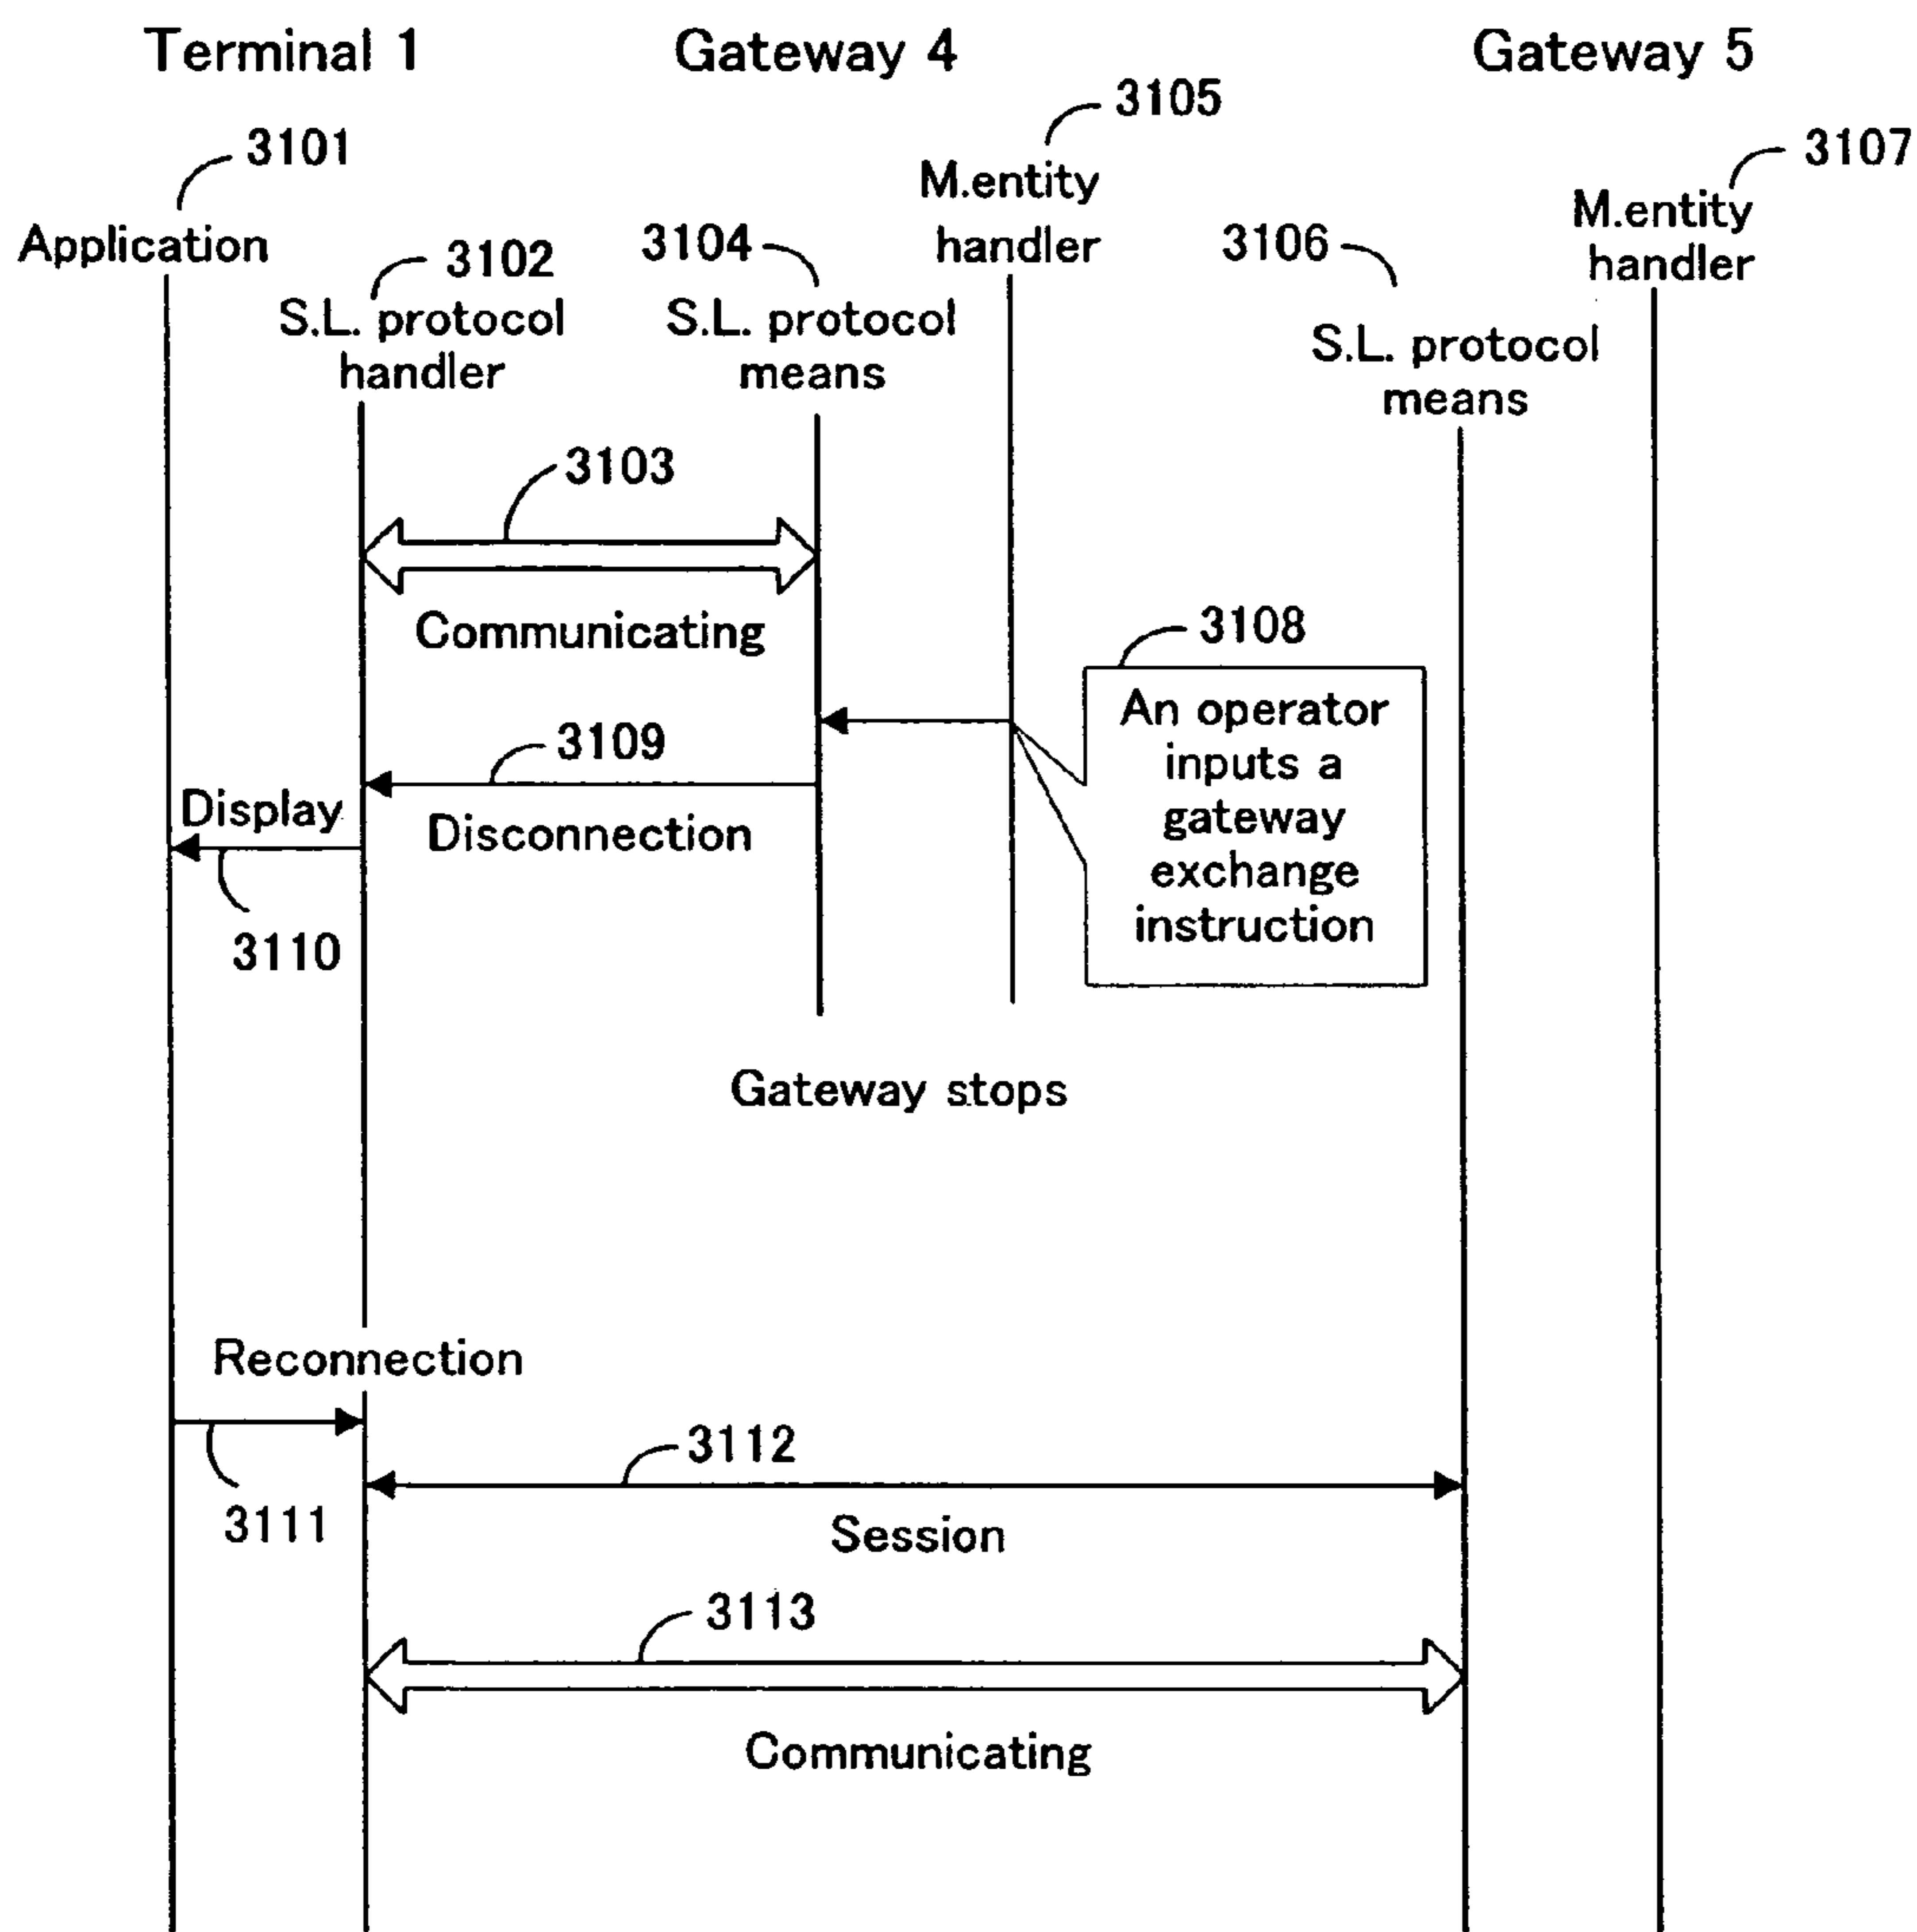 Terminal 1
Gateway 4
Gateway 5
3105
3101
3107
M.entity
handler
M.entity
handler
Application
3102
3104
3106
S.L. protocol
handler
S.L. protocol
means
S.L. protocol
means
3103
Communicating
3108
An operator
inputs a
gateway
exchange
instruction
3109
Display
Disconnection
3110
Gateway stops
Reconnection
3112
3111
Session
3113
Communicating